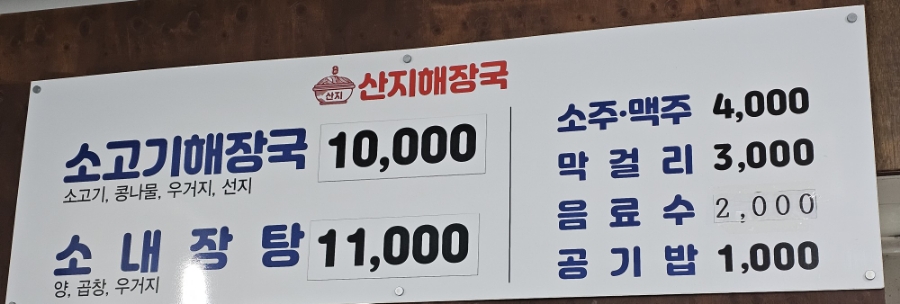 산지 산지해장국
소고기해장국 10,000
소고기, 콩나물, 우거지, 선지
소내장탕 11,000
양, 곱창, 우거지
소주·맥주 4,000
막걸리 3,000
음료수 2,000
공기밥 1,000